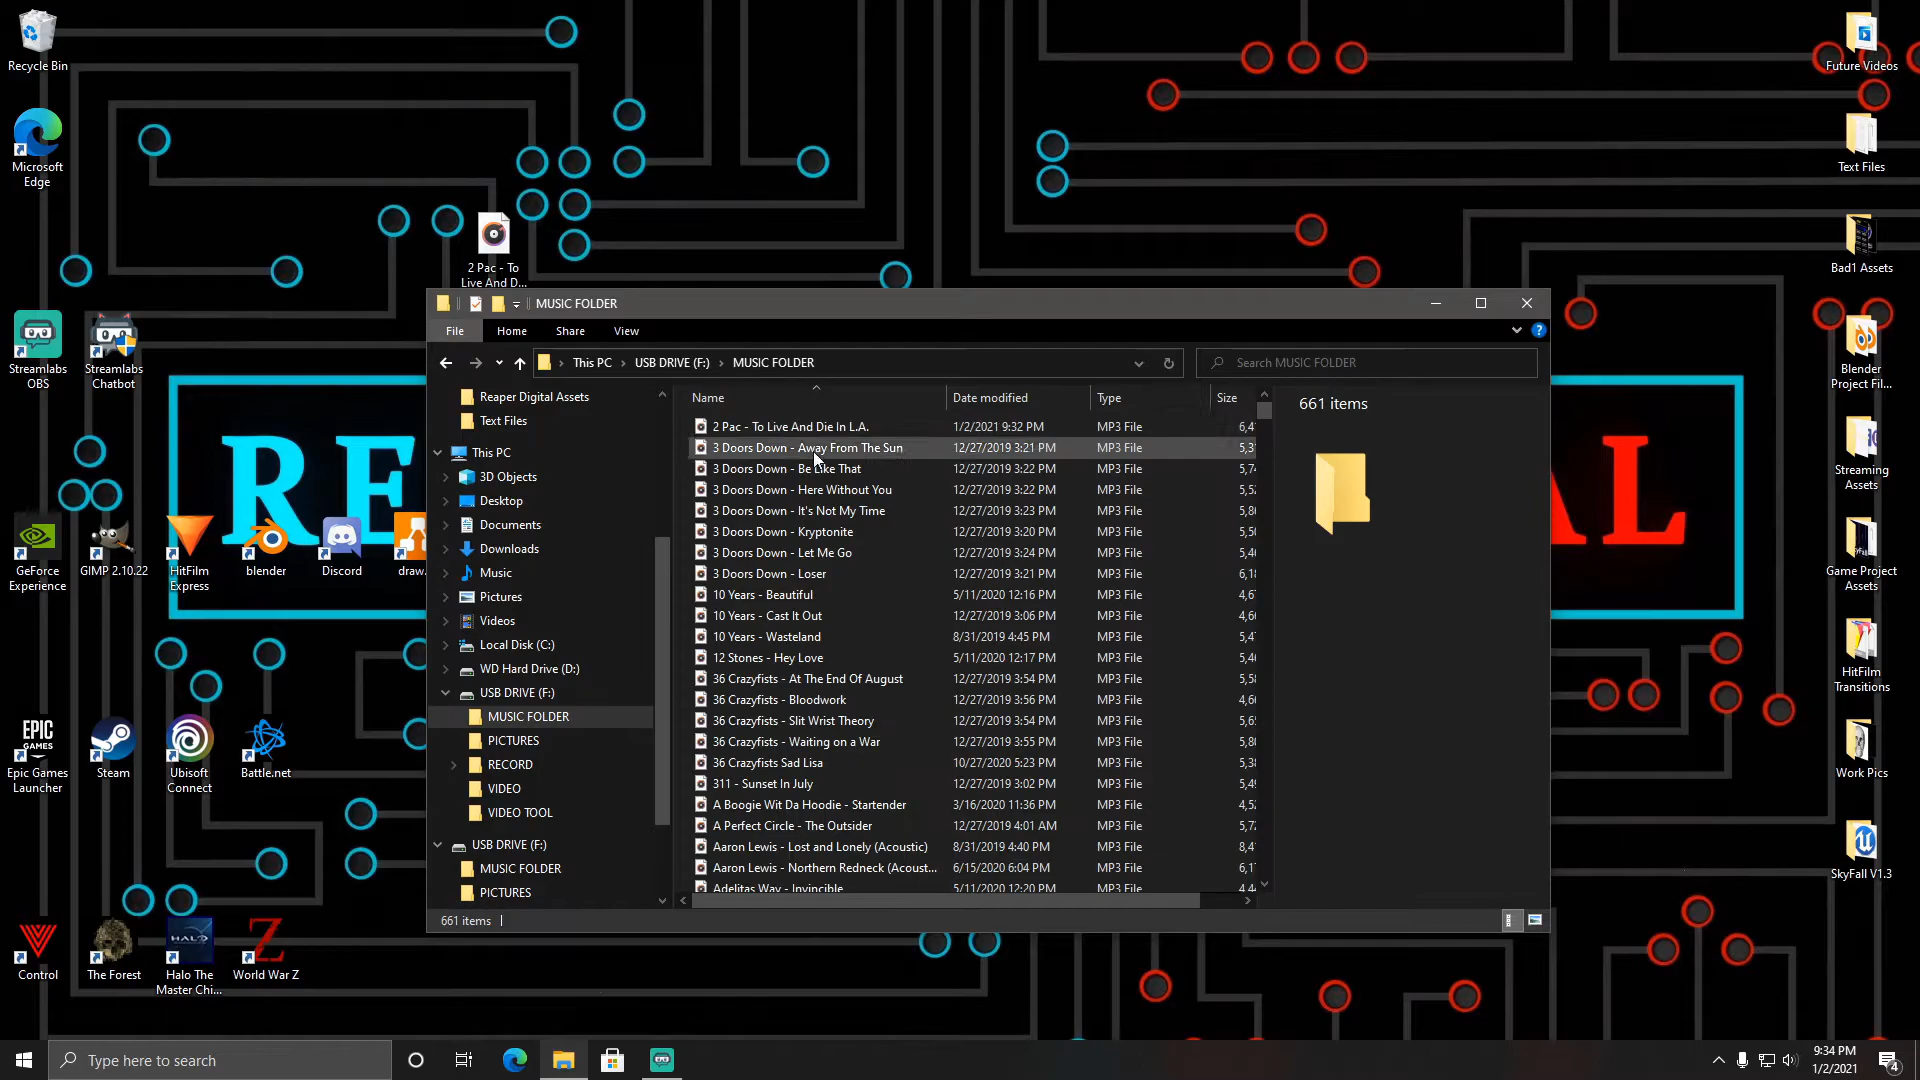 Recycle Bin
Microsoft
Edge
Streamlabs
OBS
Streamlabs
Chatbot
GeForce
Experience
GIMP 2.10.22
HitFilm
Express
blender
Discord
draw.
EPIC
GAMES
Epic Games
Launcher
Steam
Ubisoft
Connect
Battle.net
Control
The Forest
HALO
Halo The
Master Chi...
World War Z
2 Pac - To
Live And D...
RE
AL
Future Videos
Text Files
Bad1 Assets
Blender
Project Fil...
Streaming
Assets
Game Project
Assets
HitFilm
Transitions
Work Pics
SkyFall V1.3
MUSIC FOLDER
File Home Share View
This PC > USB DRIVE (F:) > MUSIC FOLDER
Search MUSIC FOLDER
Reaper Digital Assets
Text Files
This PC
3D Objects
Desktop
Documents
Downloads
Music
Pictures
Videos
Local Disk (C:)
WD Hard Drive (D:)
USB DRIVE (F:)
MUSIC FOLDER
PICTURES
RECORD
VIDEO
VIDEO TOOL
USB DRIVE (F:)
MUSIC FOLDER
PICTURES
Name Date modified Type Size
2 Pac - To Live And Die In L.A. 1/2/2021 9:32 PM MP3 File 6,4
3 Doors Down - Away From The Sun 12/27/2019 3:21 PM MP3 File 5,3
3 Doors Down - Be Like That 12/27/2019 3:22 PM MP3 File 5,7
3 Doors Down - Here Without You 12/27/2019 3:22 PM MP3 File 5,5
3 Doors Down - It's Not My Time 12/27/2019 3:23 PM MP3 File 5,8
3 Doors Down - Kryptonite 12/27/2019 3:20 PM MP3 File 5,5
3 Doors Down - Let Me Go 12/27/2019 3:24 PM MP3 File 5,4
3 Doors Down - Loser 12/27/2019 3:21 PM MP3 File 6,1
10 Years - Beautiful 5/11/2020 12:16 PM MP3 File 4,6
10 Years - Cast It Out 12/27/2019 3:06 PM MP3 File 4,6
10 Years - Wasteland 8/31/2019 4:45 PM MP3 File 5,4
12 Stones - Hey Love 5/11/2020 12:17 PM MP3 File 5,4
36 Crazyfists - At The End Of August 12/27/2019 3:54 PM MP3 File 5,5
36 Crazyfists - Bloodwork 12/27/2019 3:56 PM MP3 File 4,6
36 Crazyfists - Slit Wrist Theory 12/27/2019 3:54 PM MP3 File 5,6
36 Crazyfists - Waiting on a War 12/27/2019 3:55 PM MP3 File 5,8
36 Crazyfists Sad Lisa 10/27/2020 5:23 PM MP3 File 5,3
311 - Sunset In July 12/27/2019 3:02 PM MP3 File 5,4
A Boogie Wit Da Hoodie - Startender 3/16/2020 11:36 PM MP3 File 4,5
A Perfect Circle - The Outsider 12/27/2019 4:01 AM MP3 File 5,7
Aaron Lewis - Lost and Lonely (Acoustic) 8/31/2019 4:40 PM MP3 File 8,4
Aaron Lewis - Northern Redneck (Acoust... 6/15/2020 6:04 PM MP3 File 6,1
Adelitas Way - Invincible 5/11/2020 12:20 PM MP3 File 4,4
661 items
661 items
Type here to search
9:34 PM
1/2/2021
4